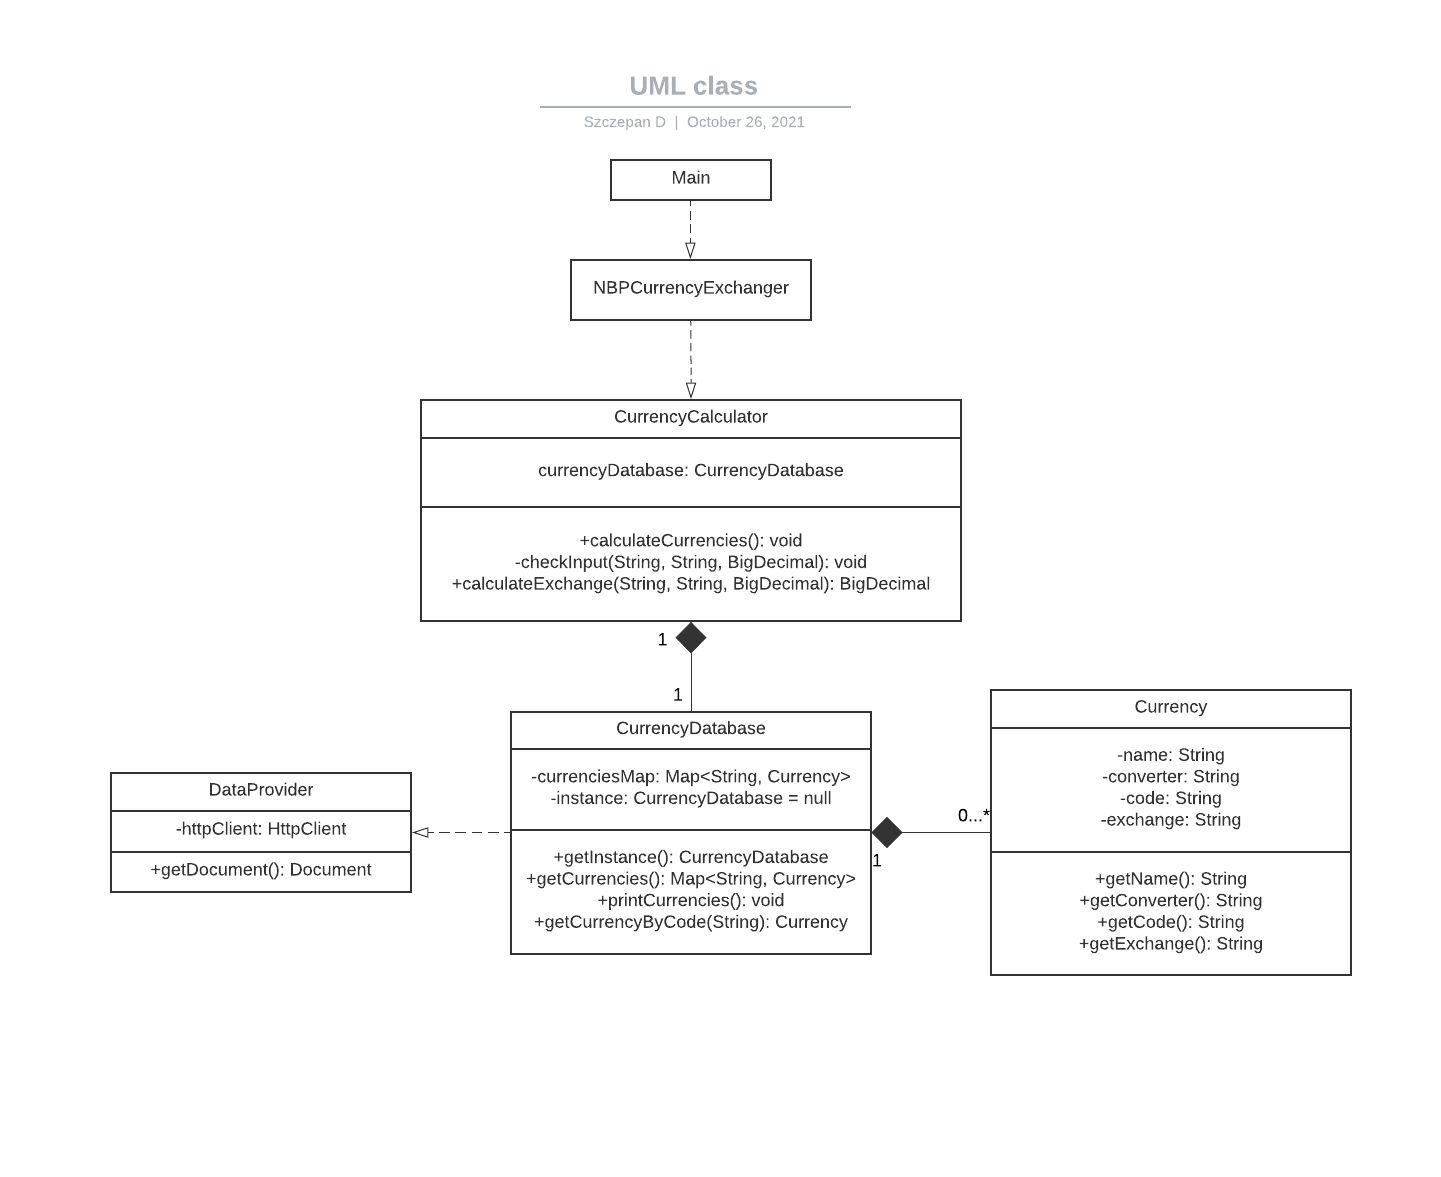 UML class
Szczepan D | October 26, 2021
Main
NBPCurrencyExchanger
CurrencyCalculator
currencyDatabase: CurrencyDatabase
+calculateCurrencies(): void
-checkInput(String, String, BigDecimal): void
+calculateExchange(String, String, BigDecimal): BigDecimal
1
1
CurrencyDatabase
-currenciesMap: Map<String, Currency>
-instance: CurrencyDatabase = null
+getInstance(): CurrencyDatabase
+getCurrencies(): Map<String, Currency>
+printCurrencies(): void
+getCurrencyByCode(String): Currency
DataProvider
-httpClient: HttpClient
+getDocument(): Document
0...*
1
Currency
-name: String
-converter: String
-code: String
-exchange: String
+getName(): String
+getConverter(): String
+getCode(): String
+getExchange(): String